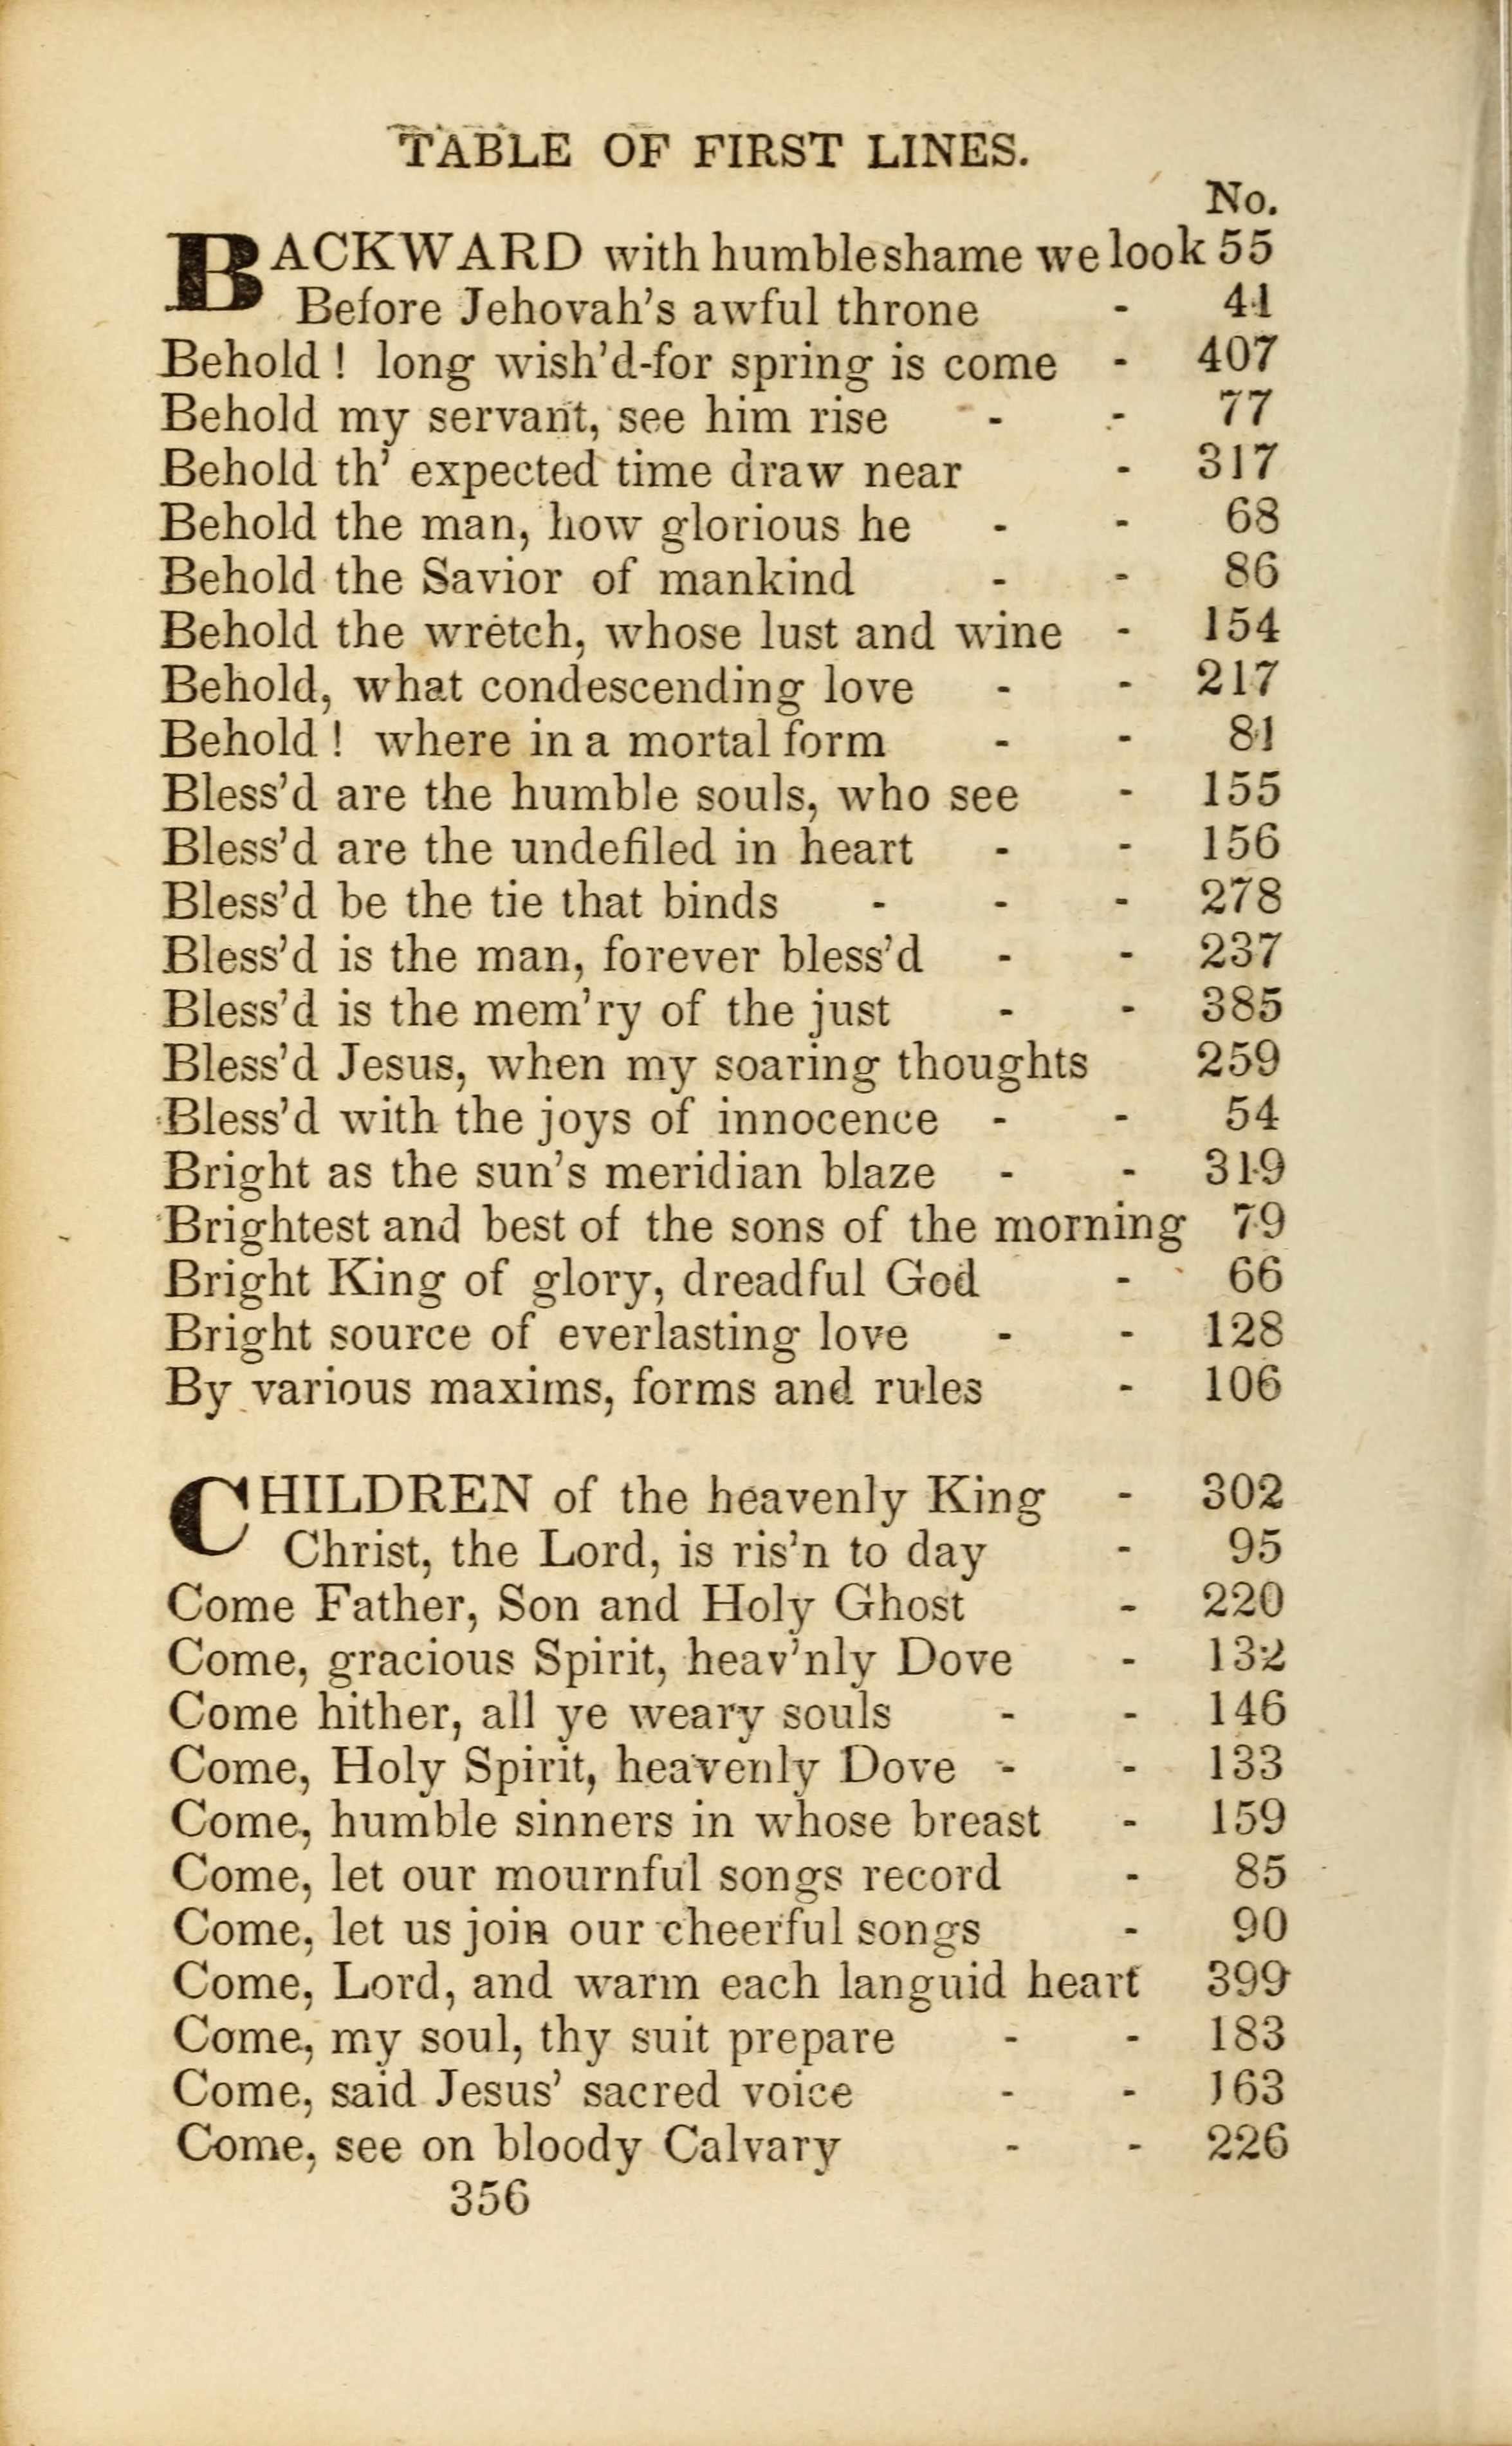 TABLE OF FIRST LINES.
No.
BACKWARD with humble shame we look 55
Before Jehovah's awful throne - 41
Behold ! long wish'd-for spring is come - 407
Behold my servant, see him rise - - 77
Behold th' expected time draw near - 317
Behold the man, how glorious he - - 68
Behold the Savior of mankind - - 86
Behold the wretch, whose lust and wine - 154
Behold, what condescending love - - 217
Behold ! where in a mortal form - - 81
Bless'd are the humble souls, who see - 155
Bless'd are the undefiled in heart - - 156
Bless'd be the tie that binds - - - 278
Bless'd is the man, forever bless'd - - 237
Bless'd is the mem'ry of the just - - 385
Bless'd Jesus, when my soaring thoughts 259
Bless'd with the joys of innocence - - 54
Bright as the sun's meridian blaze - - 319
Brightest and best of the sons of the morning 79
Bright King of glory, dreadful God - 66
Bright source of everlasting love - - 128
By various maxims, forms and rules - 106
CHILDREN of the heavenly King - 302
Christ, the Lord, is ris'n to day - 95
Come Father, Son and Holy Ghost - 220
Come, gracious Spirit, heav'nly Dove - 132
Come hither, all ye weary souls - - 146
Come, Holy Spirit, heavenly Dove - - 133
Come, humble sinners in whose breast - 159
Come, let our mournful songs record - 85
Come, let us join our cheerful songs - 90
Come, Lord, and warm each languid heart 399
Come, my soul, thy suit prepare - - 183
Come, said Jesus' sacred voice - - 163
Come, see on bloody Calvary - - 226
356